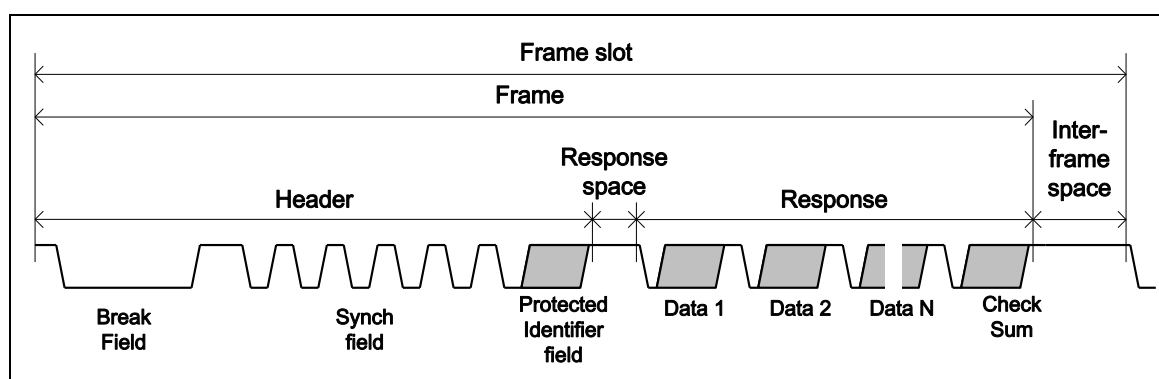 Frame slot
Frame
Inter-
frame
space
Response
space
Header
Response
Break
Field
Synch
field
Protected
Identifier
field
Data 1
Data 2
Data N
Check
Sum